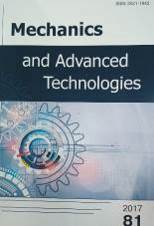 Mechanics
and Advanced
Technologies
2017
81